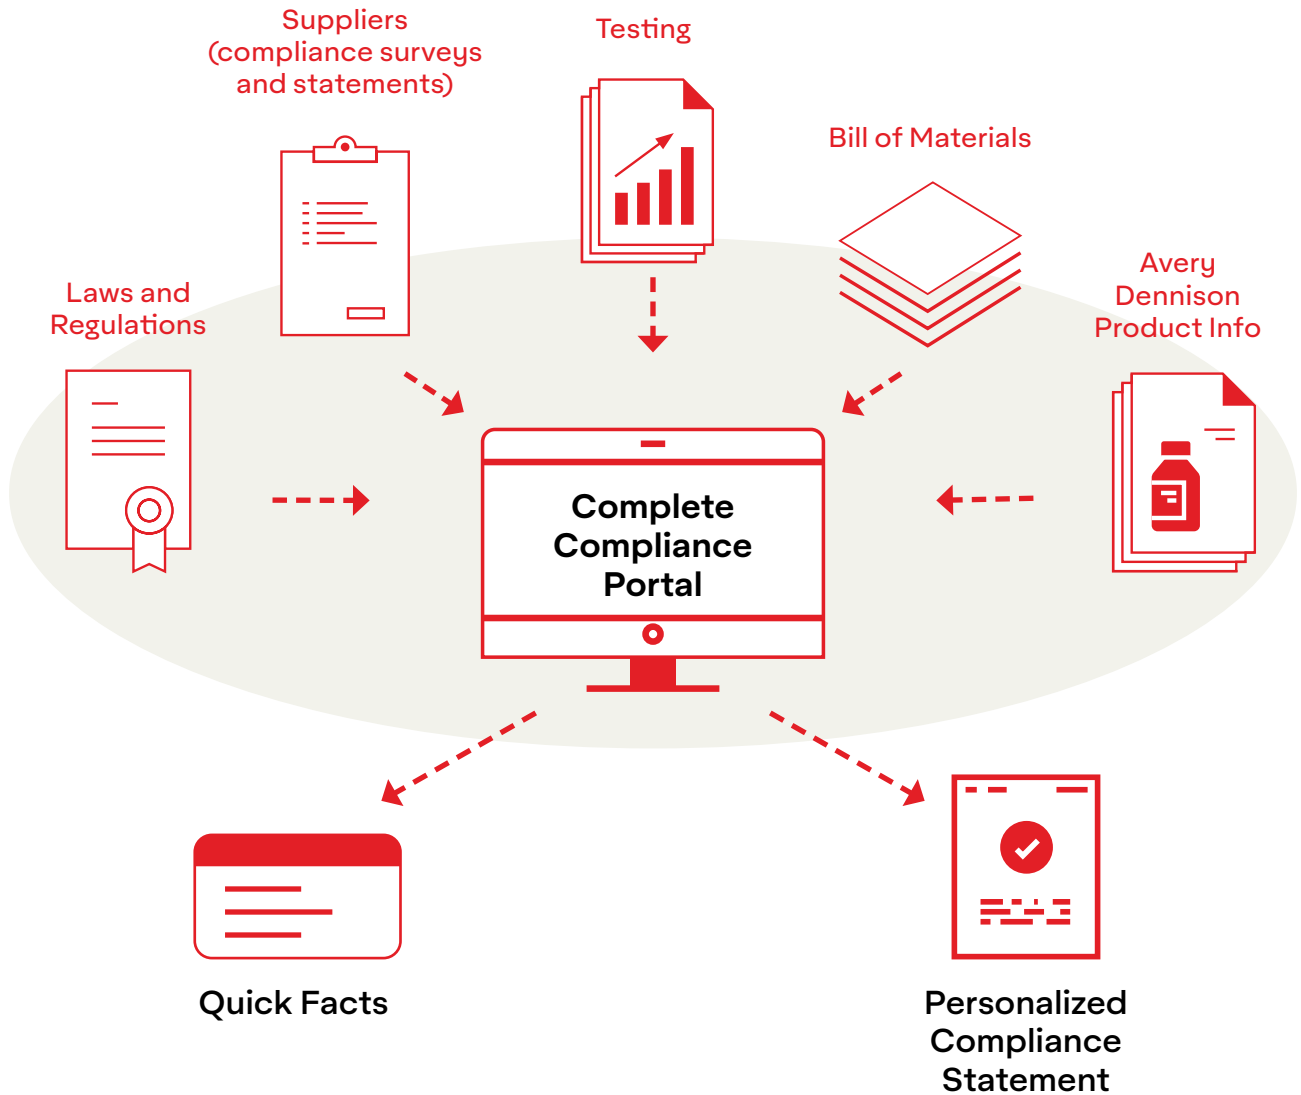 Suppliers
(compliance surveys
and statements)
Testing
Bill of Materials
Avery
Dennison
Product Info
Laws and
Regulations
Complete
Compliance
Portal
Quick Facts
Personalized
Compliance
Statement